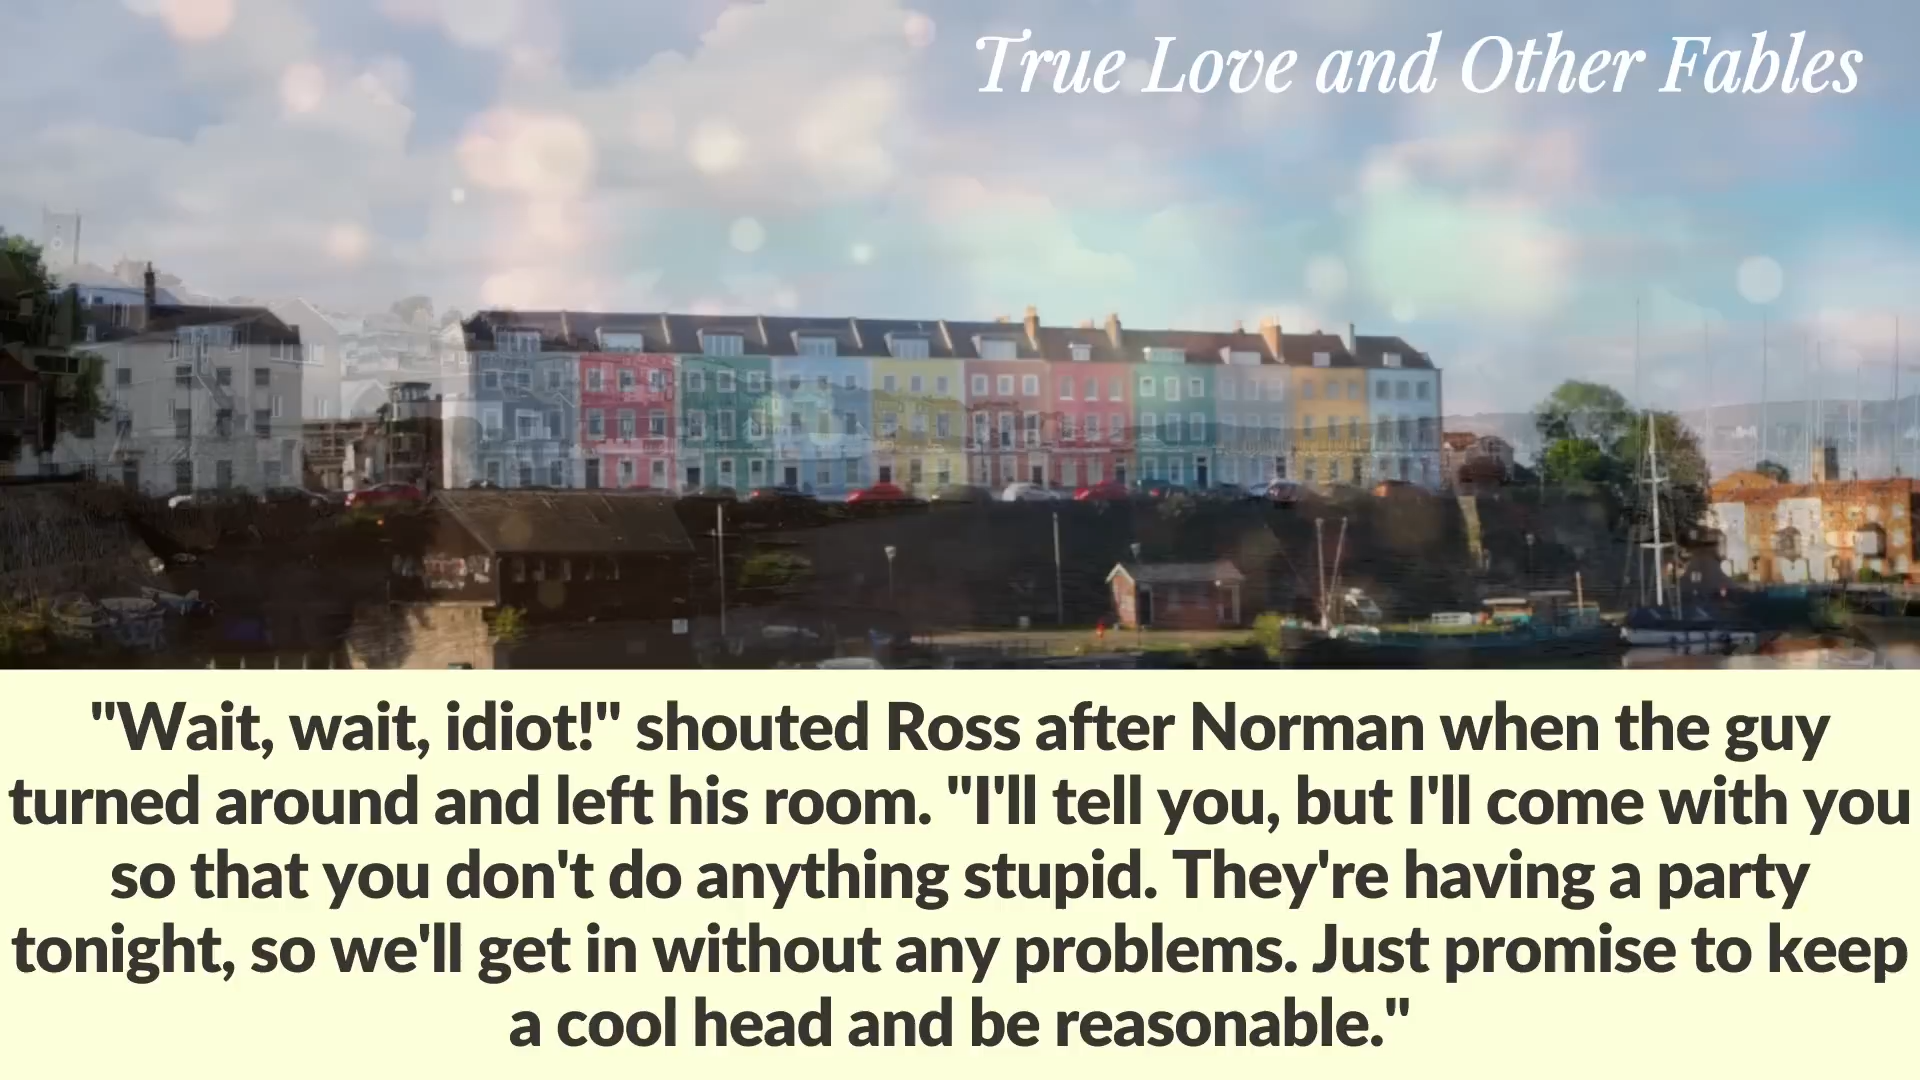 True Love and Other Fables
"Wait, wait, idiot!" shouted Ross after Norman when the guy
turned around and left his room. "I'll tell you, but I'll come with you
so that you don't do anything stupid. They're having a party
tonight, so we'll get in without any problems. Just promise to keep
a cool head and be reasonable."